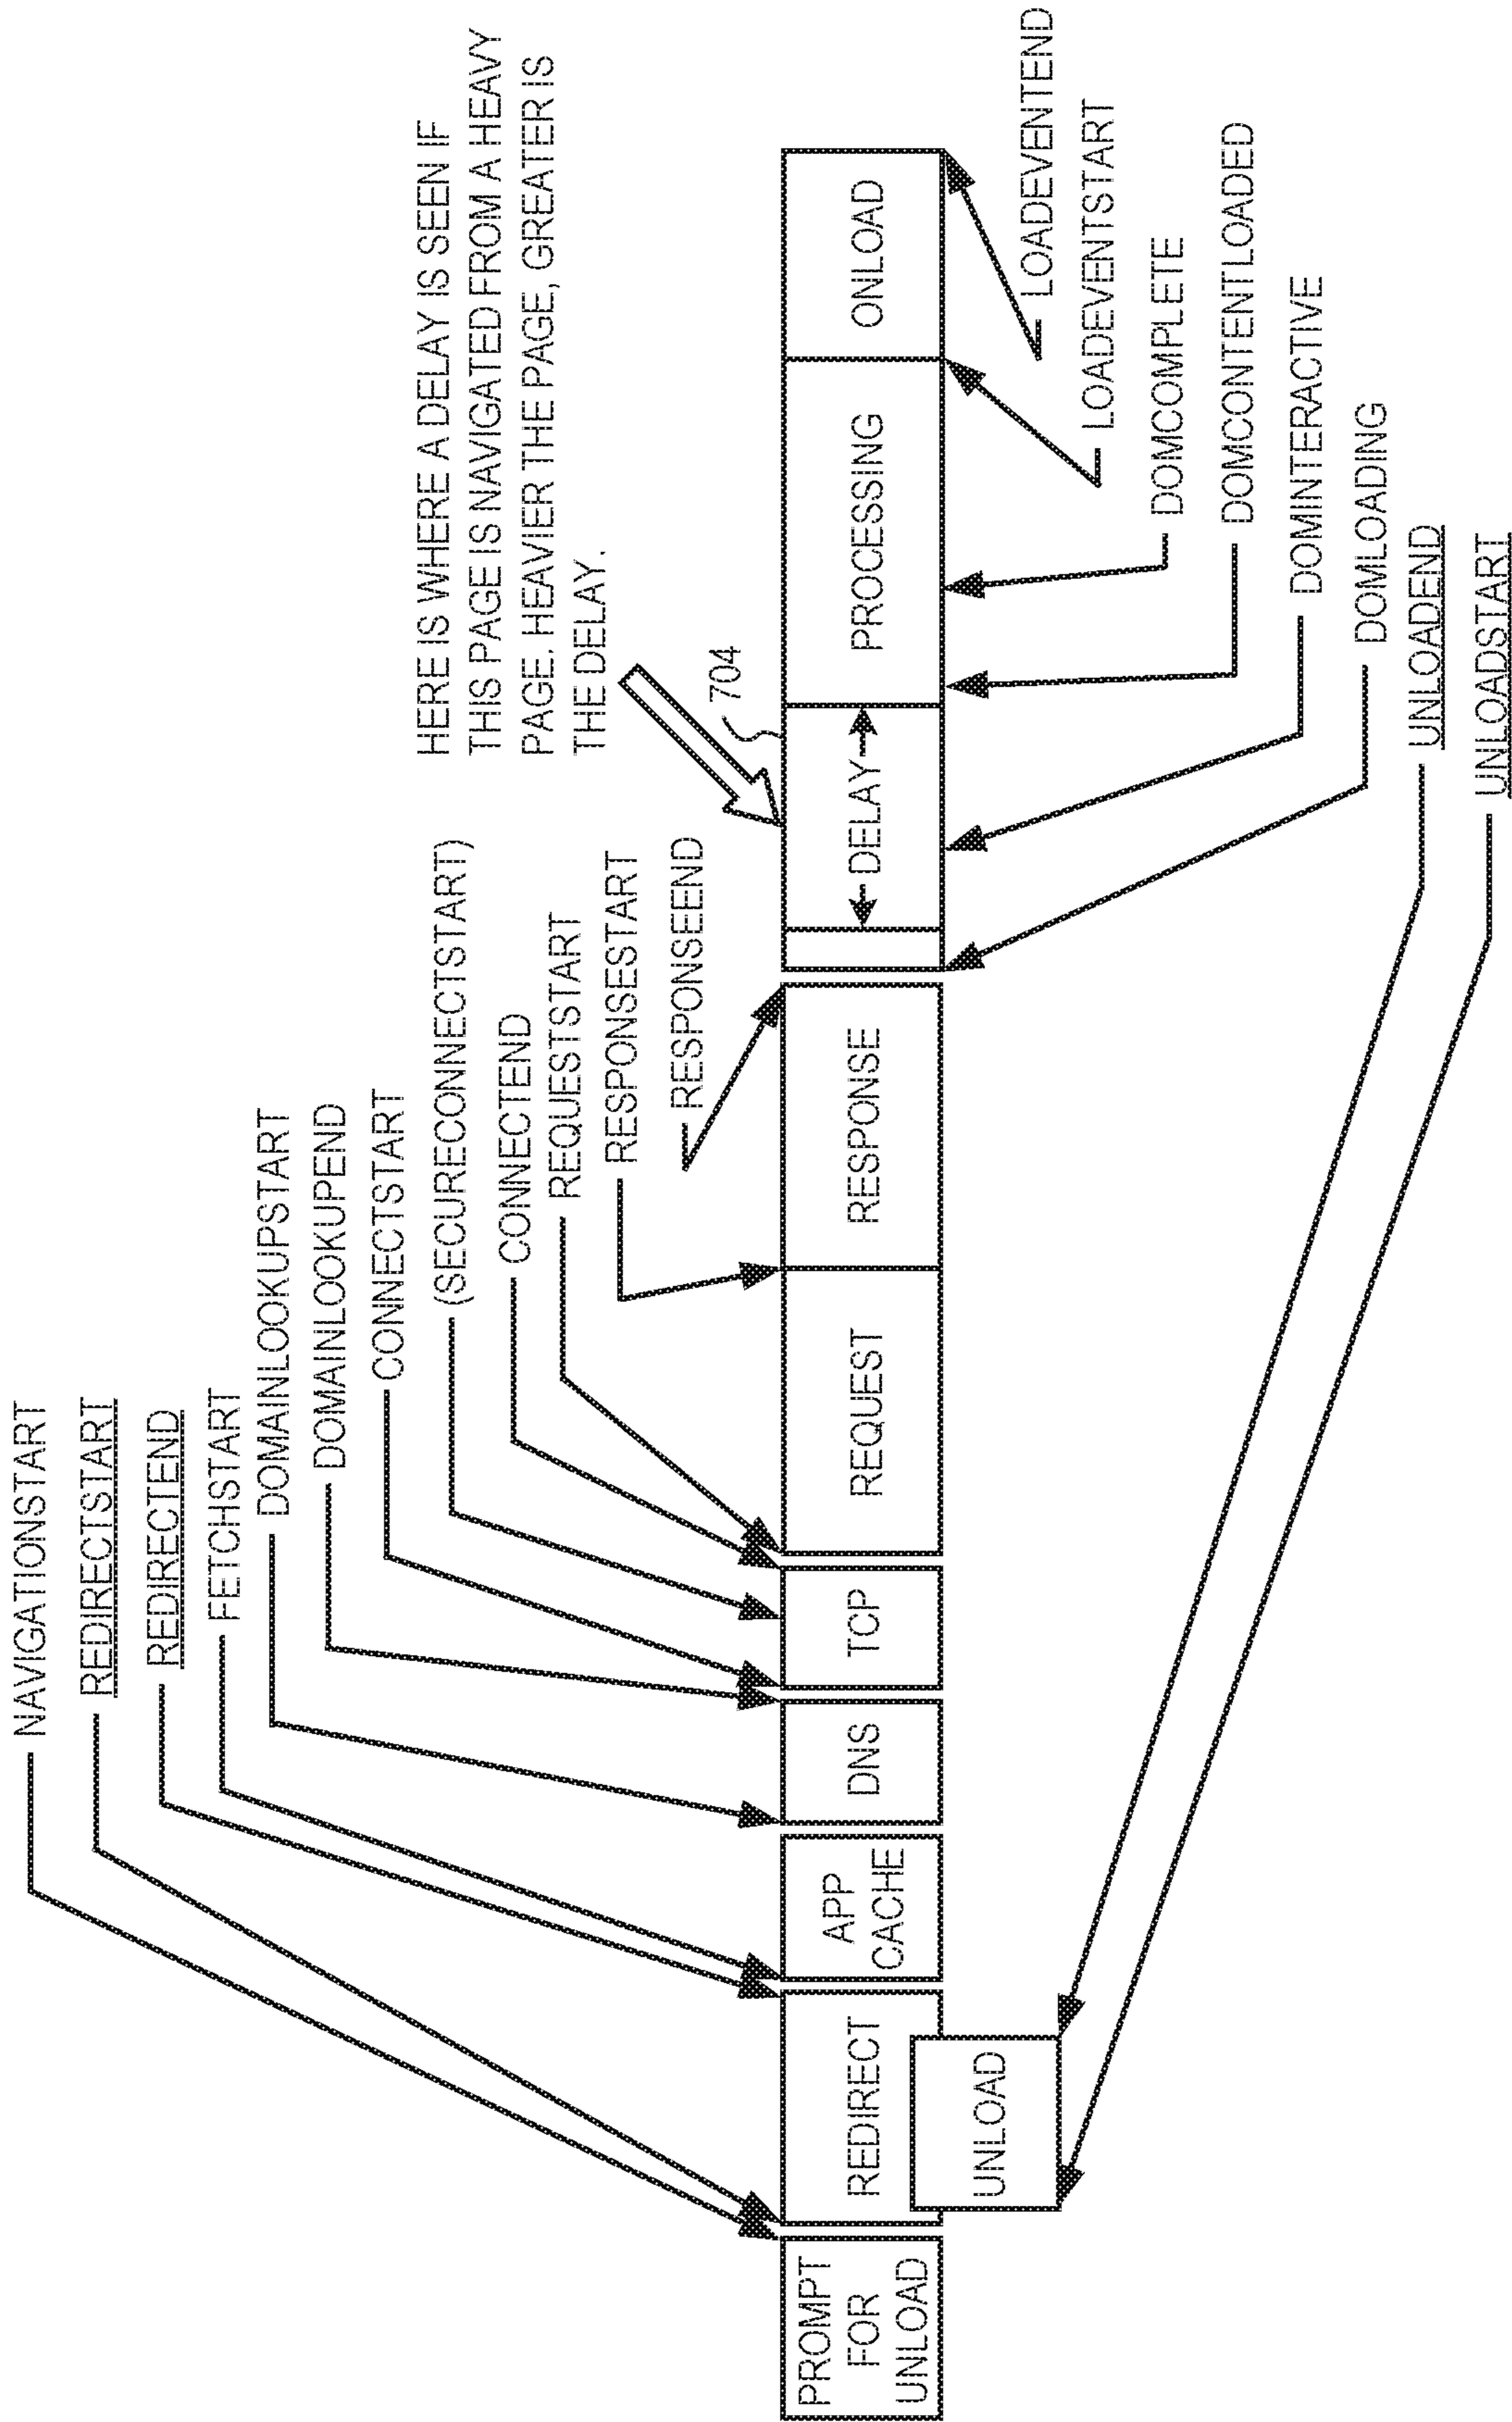 NAVIGATIONSTART
REDIRECTSTART
REDIRECTEND
FETCHSTART
DOMAINLOOKUPSTART
DOMAINLOOKUPEND
CONNECTSTART
(SECURECONNECTSTART)
CONNECTEND
REQUESTSTART
RESPONSESTART
RESPONSEEND
HERE IS WHERE A DELAY IS SEEN IF
THIS PAGE IS NAVIGATED FROM A HEAVY
PAGE. HEAVIER THE PAGE, GREATER IS
THE DELAY.
704
PROMPT
FOR
UNLOAD
REDIRECT
UNLOAD
APP
CACHE
DNS
TCP
REQUEST
RESPONSE
DELAY
PROCESSING
ONLOAD
LOADEVENTEND
LOADEVENTSTART
DOMCOMPLETE
DOMCONTENTLOADED
DOMINTERACTIVE
DOMLOADING
UNLOADEND
UNLOADSTART